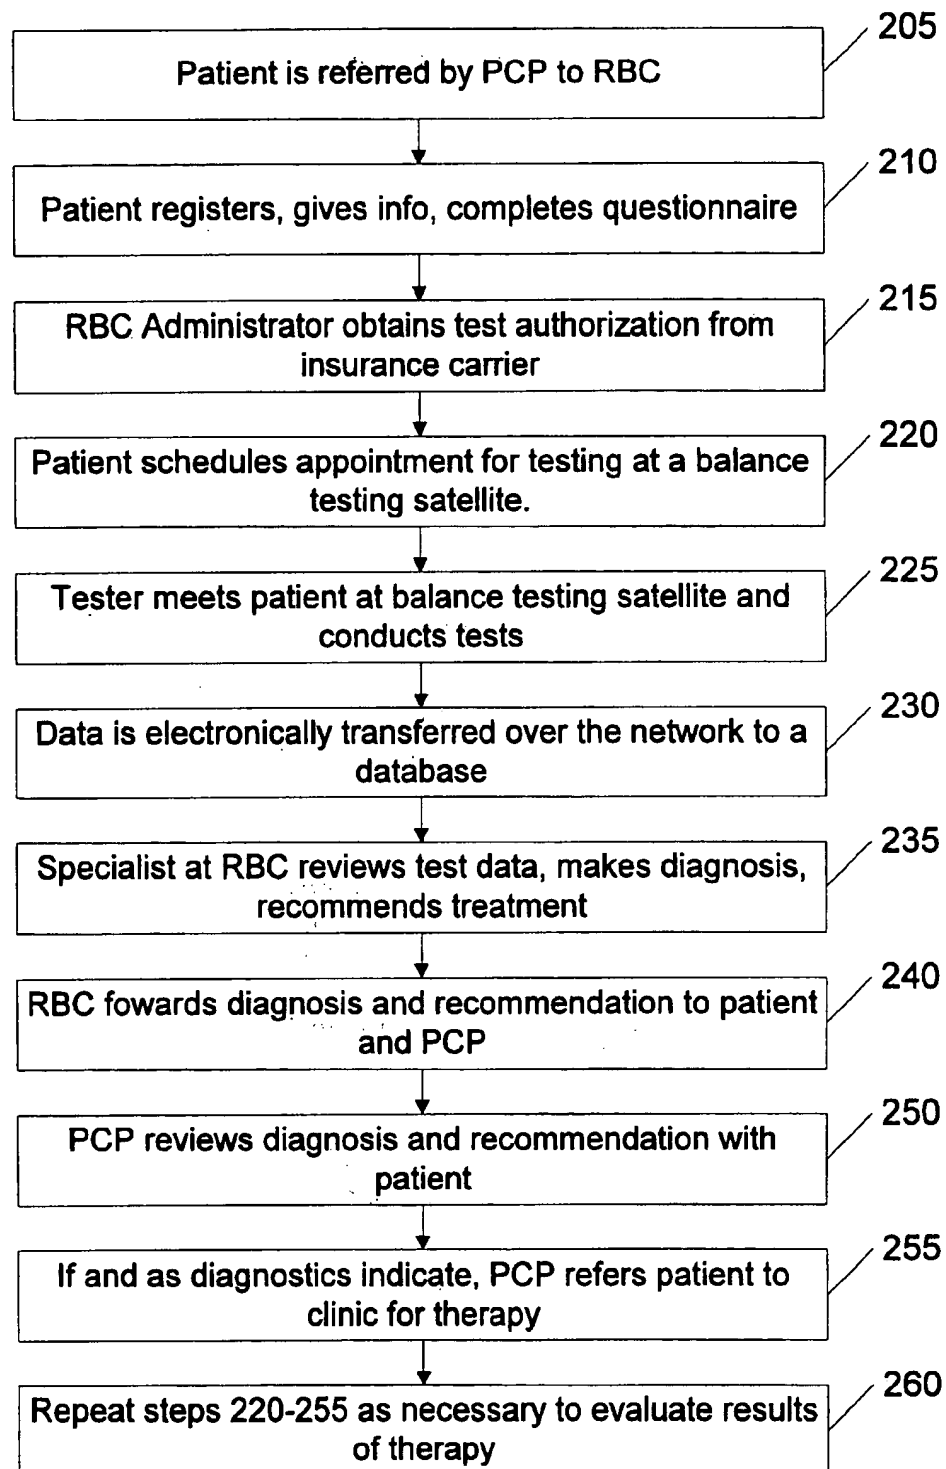 205
Patient is referred by PCP to RBC
210
Patient registers, gives info, completes questionnaire
215
RBC Administrator obtains test authorization from
insurance carrier
220
Patient schedules appointment for testing at a balance
testing satellite.
225
Tester meets patient at balance testing satellite and
conducts tests
230
Data is electronically transferred over the network to a
database
235
Specialist at RBC reviews test data, makes diagnosis,
recommends treatment
240
RBC fowards diagnosis and recommendation to patient
and PCP
250
PCP reviews diagnosis and recommendation with
patient
255
If and as diagnostics indicate, PCP refers patient to
clinic for therapy
260
Repeat steps 220-255 as necessary to evaluate results
of therapy